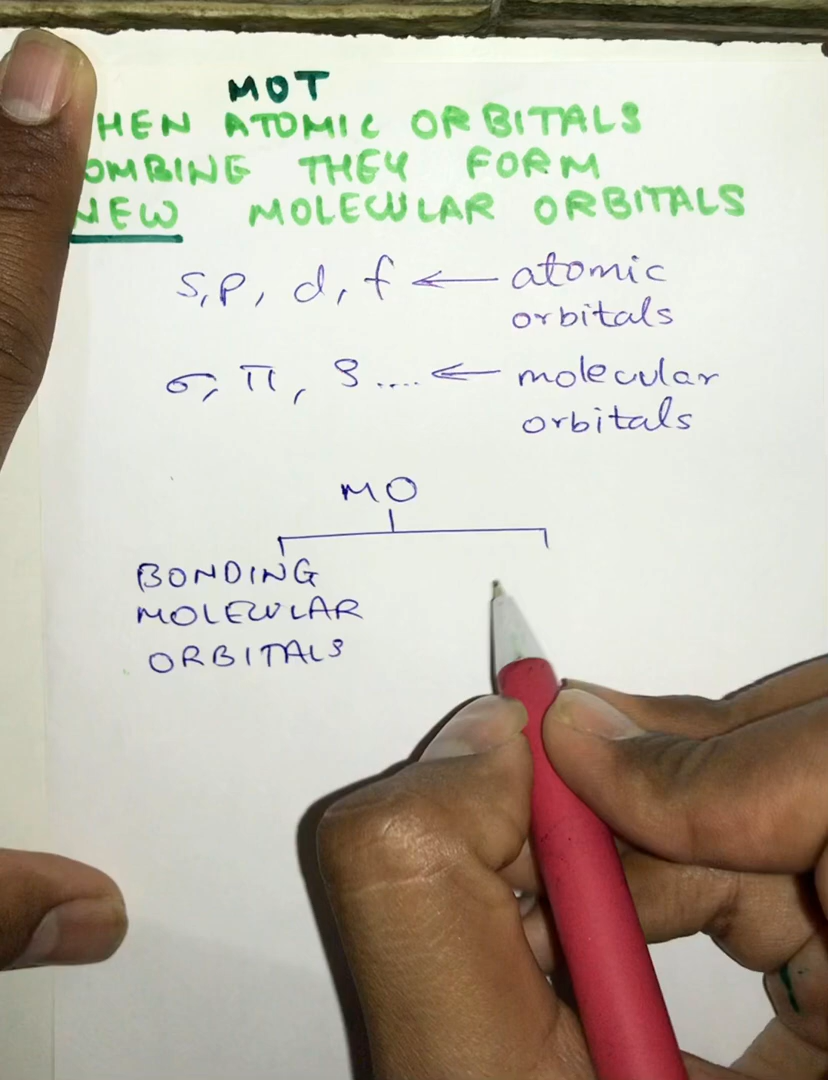 MOT
HEN ATOMIC ORBITALS
OMBINE THEY FORM
NEW MOLECULAR ORBITALS
s, p, d, f ← atomic
orbitals
σ, π, δ .... ← molecular
orbitals
MO
BONDING
MOLECULAR
ORBITALS